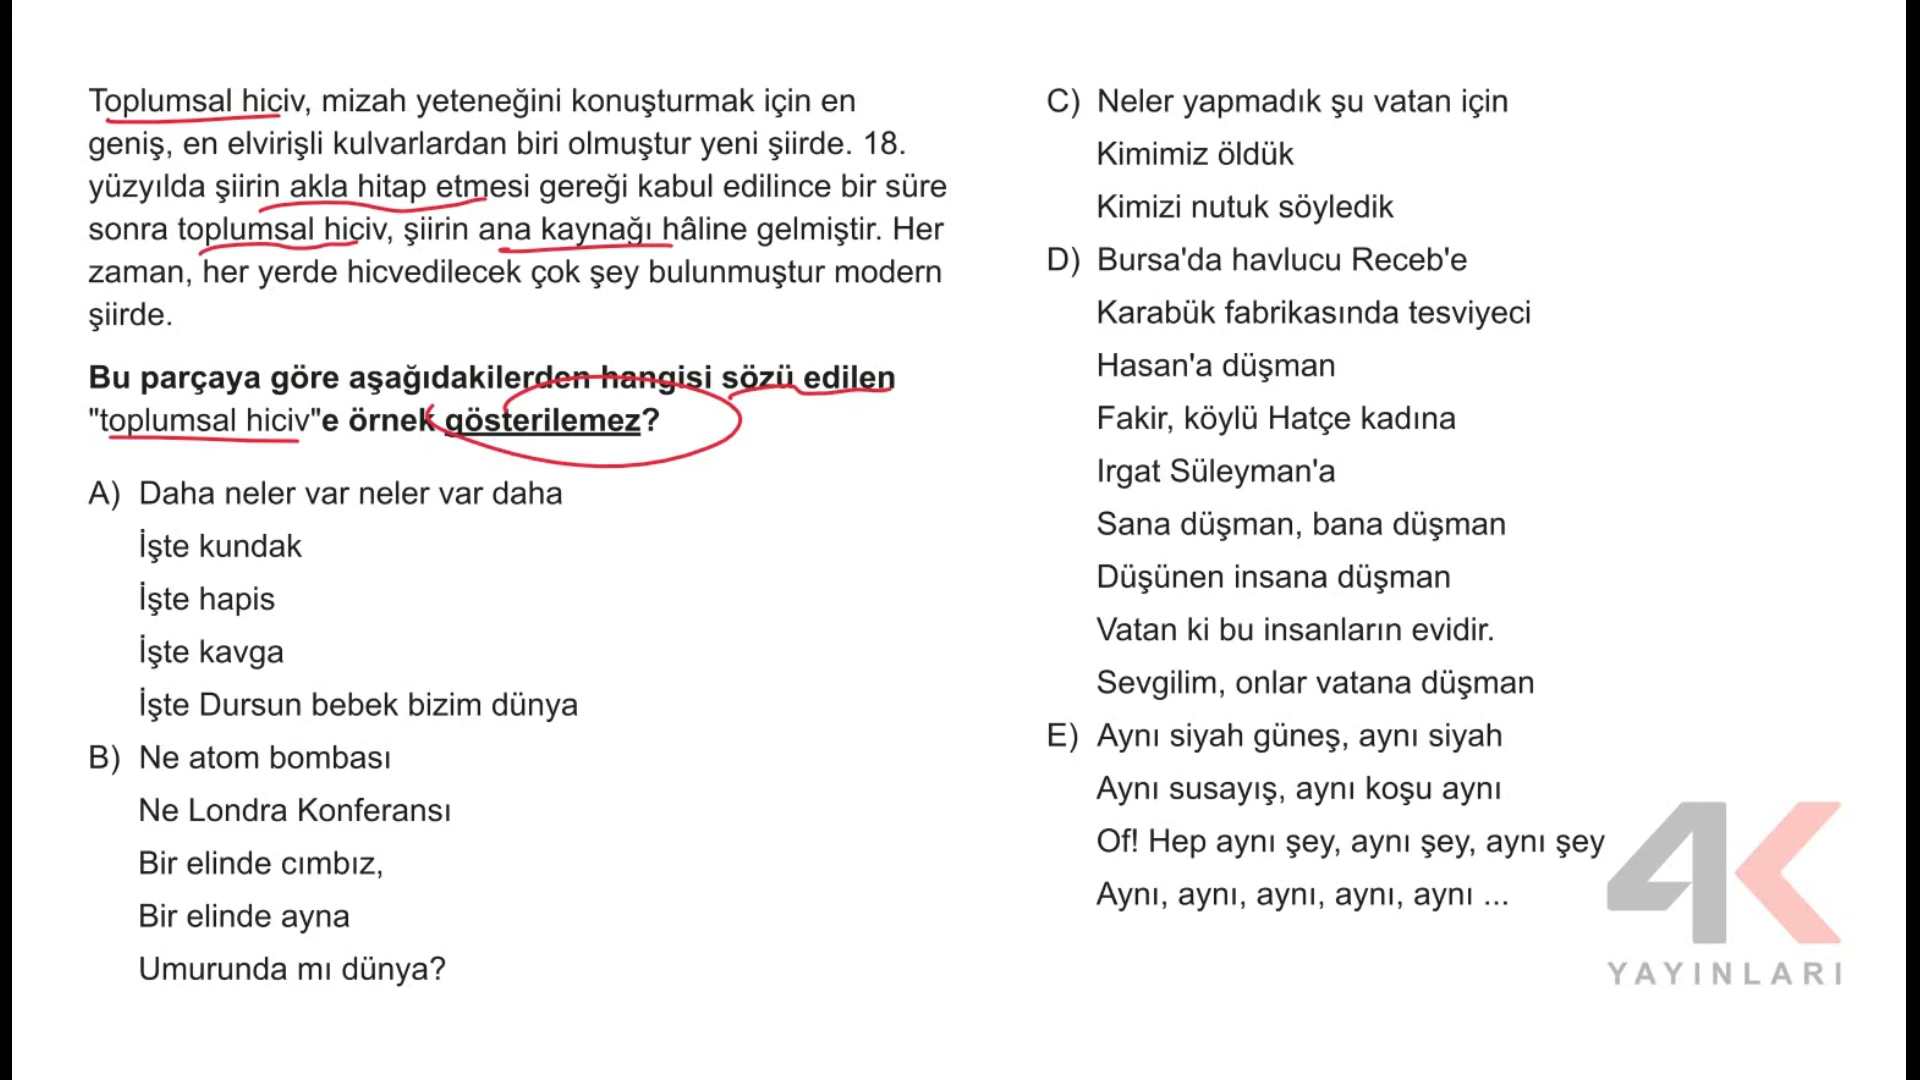 Toplumsal hiciv, mizah yeteneğini konuşturmak için en
geniş, en elvirişli kulvarlardan biri olmuştur yeni şiirde. 18.
yüzyılda şiirin akla hitap etmesi gereği kabul edilince bir süre
sonra toplumsal hiciv, şiirin ana kaynağı hâline gelmiştir. Her
zaman, her yerde hicvedilecek çok şey bulunmuştur modern
şiirde.
Bu parçaya göre aşağıdakilerden hangisi sözü edilen
"toplumsal hiciv"e örnek gösterilemez?
A) Daha neler var neler var daha
İşte kundak
İşte hapis
İşte kavga
İşte Dursun bebek bizim dünya
B) Ne atom bombası
Ne Londra Konferansı
Bir elinde cımbız,
Bir elinde ayna
Umurunda mı dünya?
C) Neler yapmadık şu vatan için
Kimimiz öldük
Kimizi nutuk söyledik
D) Bursa'da havlucu Receb'e
Karabük fabrikasında tesviyeci
Hasan'a düşman
Fakir, köylü Hatçe kadına
Irgat Süleyman'a
Sana düşman, bana düşman
Düşünen insana düşman
Vatan ki bu insanların evidir.
Sevgilim, onlar vatana düşman
E) Aynı siyah güneş, aynı siyah
Aynı susayış, aynı koşu aynı
Of! Hep aynı şey, aynı şey, aynı şey
Aynı, aynı, aynı, aynı, aynı ...
4K
YAYINLARI